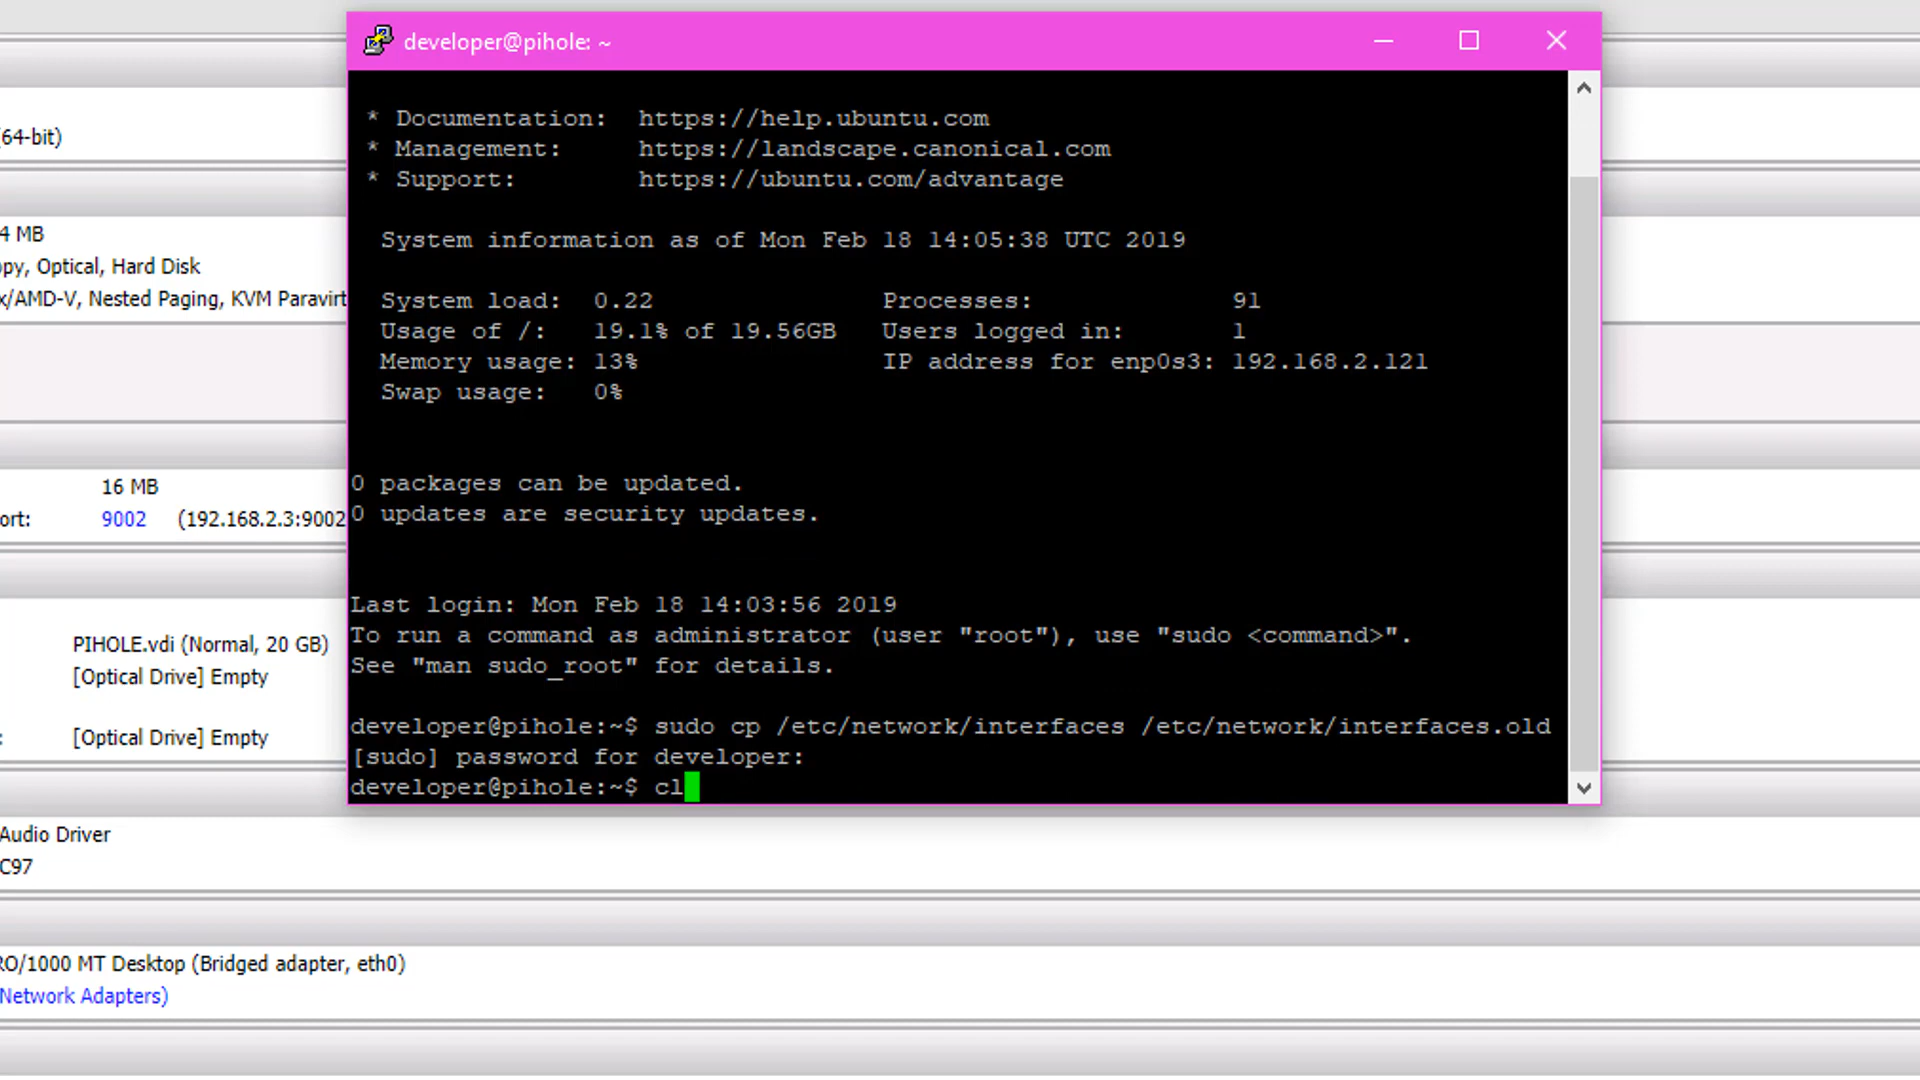 developer@pihole: ~
* Documentation: https://help.ubuntu.com
* Management: https://landscape.canonical.com
* Support: https://ubuntu.com/advantage
System information as of Mon Feb 18 14:05:38 UTC 2019
System load: 0.22 Processes: 91
Usage of /: 19.1% of 19.56GB Users logged in: 1
Memory usage: 13% IP address for enp0s3: 192.168.2.121
Swap usage: 0%
0 packages can be updated.
0 updates are security updates.
Last login: Mon Feb 18 14:03:56 2019
To run a command as administrator (user "root"), use "sudo <command>".
See "man sudo_root" for details.
developer@pihole:~$ sudo cp /etc/network/interfaces /etc/network/interfaces.old
[sudo] password for developer:
developer@pihole:~$ cl
(64-bit)
4 MB
opy, Optical, Hard Disk
x/AMD-V, Nested Paging, KVM Paravirt
16 MB
ort: 9002 (192.168.2.3:9002
PIHOLE.vdi (Normal, 20 GB)
[Optical Drive] Empty
: [Optical Drive] Empty
Audio Driver
C97
RO/1000 MT Desktop (Bridged adapter, eth0)
Network Adapters)